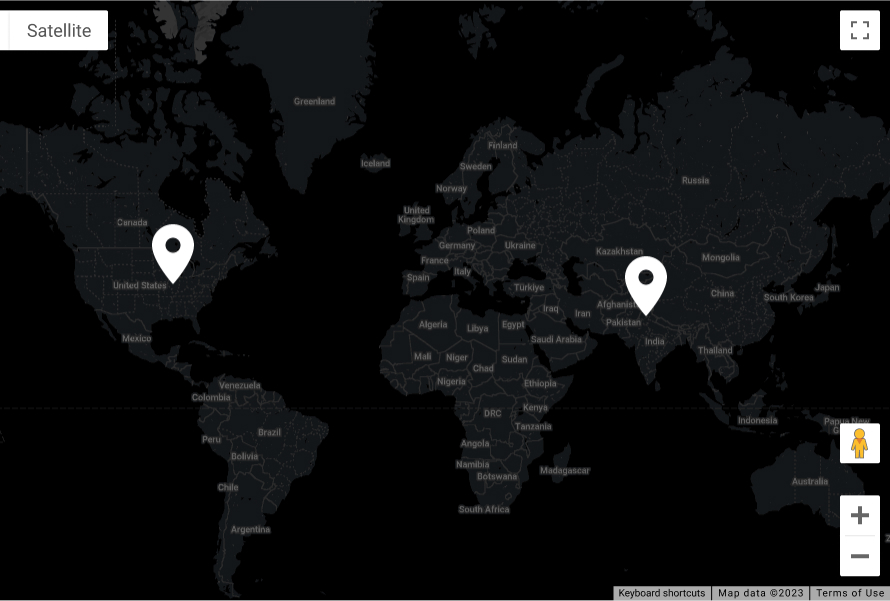 Satellite
Greenland
Iceland
Finland
Sweden
Norway
Russia
United
Kingdom
Canada
Poland
Germany
Ukraine
France
Kazakhstan
Mongolia
Italy
Spain
United States
Türkiye
China
Japan
South Korea
Iraq
Iran
Afghanis
Pakistan
Mexico
Algeria
Libya
Egypt
Saudi Arabia
India
Thailand
Mali
Niger
Chad
Sudan
Venezuela
Colombia
Nigeria
Ethiopia
Kenya
DRC
Tanzania
Indonesia
Papua New
G
Peru
Brazil
Bolivia
Angola
Namibia
Botswana
Madagascar
Chile
Australia
South Africa
Argentina
Keyboard shortcuts
Map data ©2023
Terms of Use